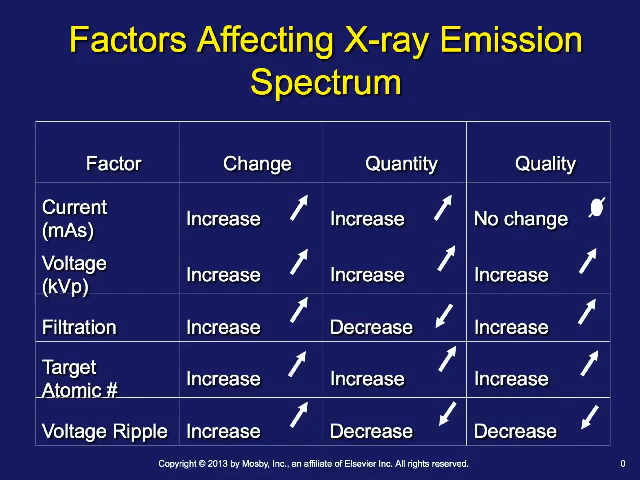 Factors Affecting X-ray Emission
Spectrum
Factor Change Quantity Quality
Current
(mAs) Increase Increase No change
Voltage
(kVp) Increase Increase Increase
Filtration Increase Decrease Increase
Target
Atomic # Increase Increase Increase
Voltage Ripple Increase Decrease Decrease
Copyright © 2013 by Mosby, Inc., an affiliate of Elsevier Inc. All rights reserved. 0